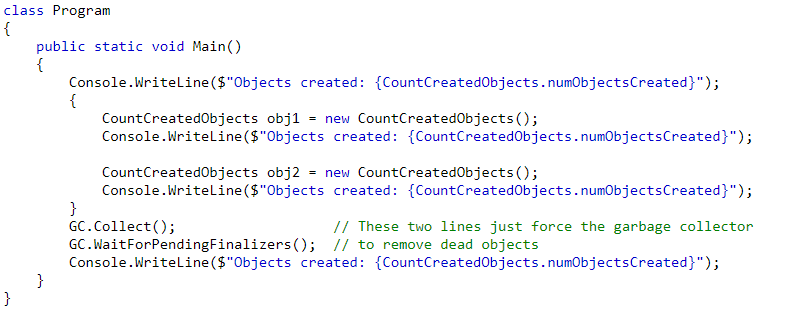 class Program
{
    public static void Main()
    {
        Console.WriteLine($"Objects created: {CountCreatedObjects.numObjectsCreated}");
        {
            CountCreatedObjects obj1 = new CountCreatedObjects();
            Console.WriteLine($"Objects created: {CountCreatedObjects.numObjectsCreated}");

            CountCreatedObjects obj2 = new CountCreatedObjects();
            Console.WriteLine($"Objects created: {CountCreatedObjects.numObjectsCreated}");
        }
        GC.Collect();                   // These two lines just force the garbage collector
        GC.WaitForPendingFinalizers();  // to remove dead objects
        Console.WriteLine($"Objects created: {CountCreatedObjects.numObjectsCreated}");
    }
}